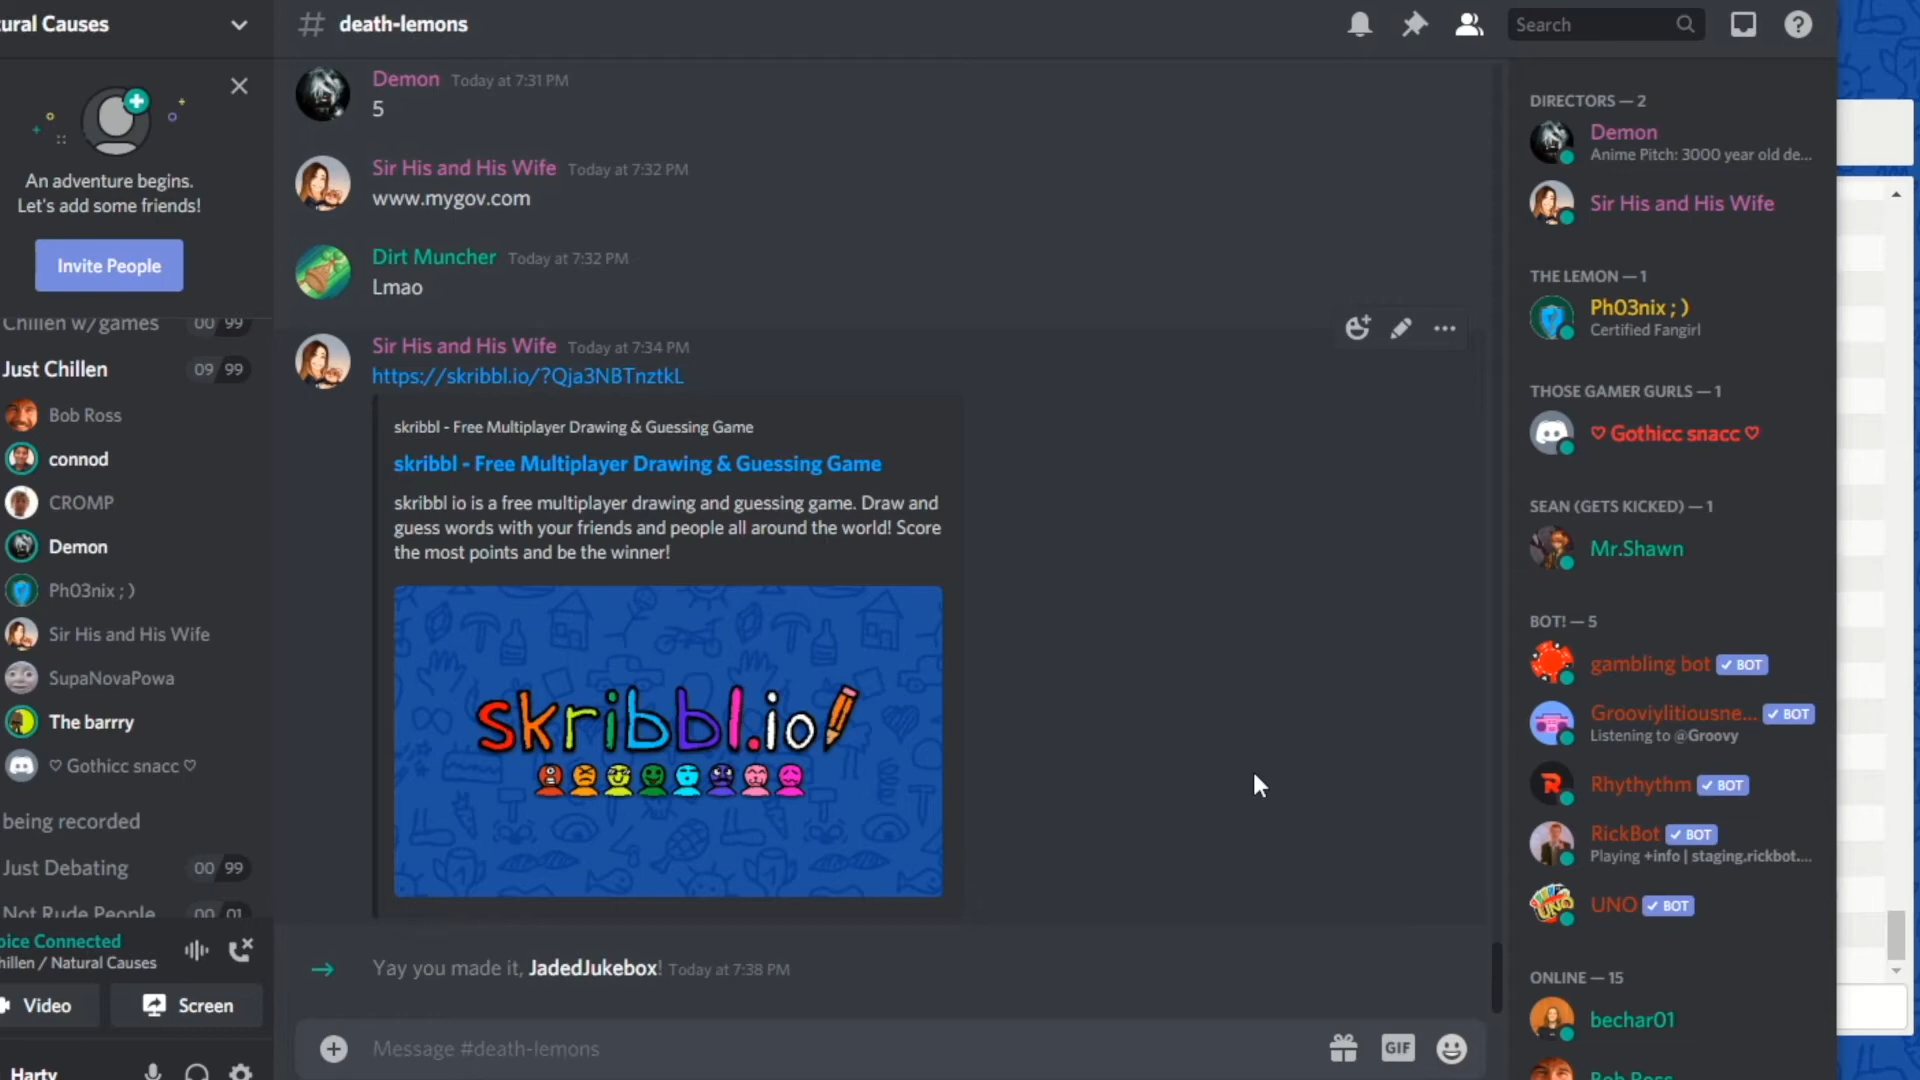 ural Causes
An adventure begins.
Let's add some friends!
Invite People
Chillen w/games 00 99
Just Chillen 09 99
Bob Ross
connod
CROMP
Demon
Ph03nix ; )
Sir His and His Wife
SupaNovaPowa
The barrry
♡ Gothicc snacc ♡
being recorded
Just Debating 00 99
Not Rude People 00 01
oice Connected
hillen / Natural Causes
Video
Screen
Harty
# death-lemons
Search
Demon Today at 7:31 PM
5
Sir His and His Wife Today at 7:32 PM
www.mygov.com
Dirt Muncher Today at 7:32 PM
Lmao
Sir His and His Wife Today at 7:34 PM
https://skribbl.io/?Qja3NBTnztkL
skribbl - Free Multiplayer Drawing & Guessing Game
skribbl - Free Multiplayer Drawing & Guessing Game
skribbl io is a free multiplayer drawing and guessing game. Draw and
guess words with your friends and people all around the world! Score
the most points and be the winner!
skribbl.io
Yay you made it, JadedJukebox! Today at 7:38 PM
Message #death-lemons
GIF
DIRECTORS — 2
Demon
Anime Pitch: 3000 year old de...
Sir His and His Wife
THE LEMON — 1
Ph03nix ; )
Certified Fangirl
THOSE GAMER GURLS — 1
♡ Gothicc snacc ♡
SEAN (GETS KICKED) — 1
Mr.Shawn
BOT! — 5
gambling bot ✓ BOT
Grooviylitiousne... ✓ BOT
Listening to @Groovy
Rhythythm ✓ BOT
RickBot ✓ BOT
Playing +info | staging.rickbot....
UNO ✓ BOT
ONLINE — 15
bechar01
Bob Ross